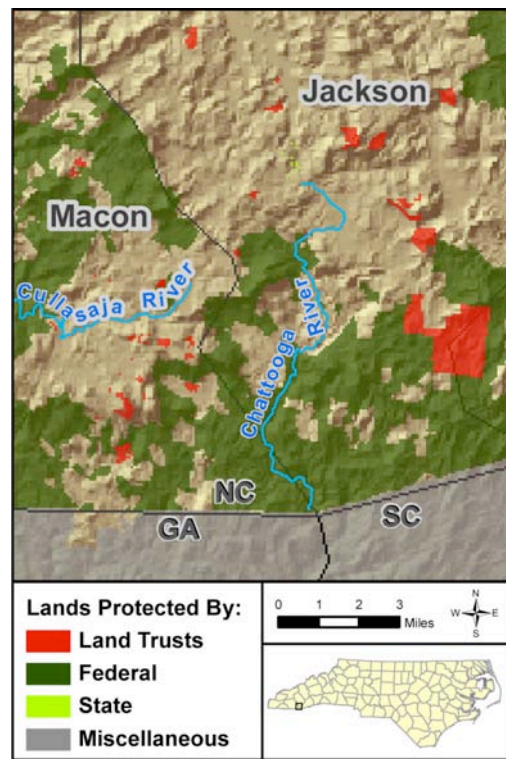 Jackson
Macon
Cullasaja River
Chattooga River
NC
GA
SC
Lands Protected By:
Land Trusts
Federal
State
Miscellaneous
0 1 2 3
Miles
N
W E
S